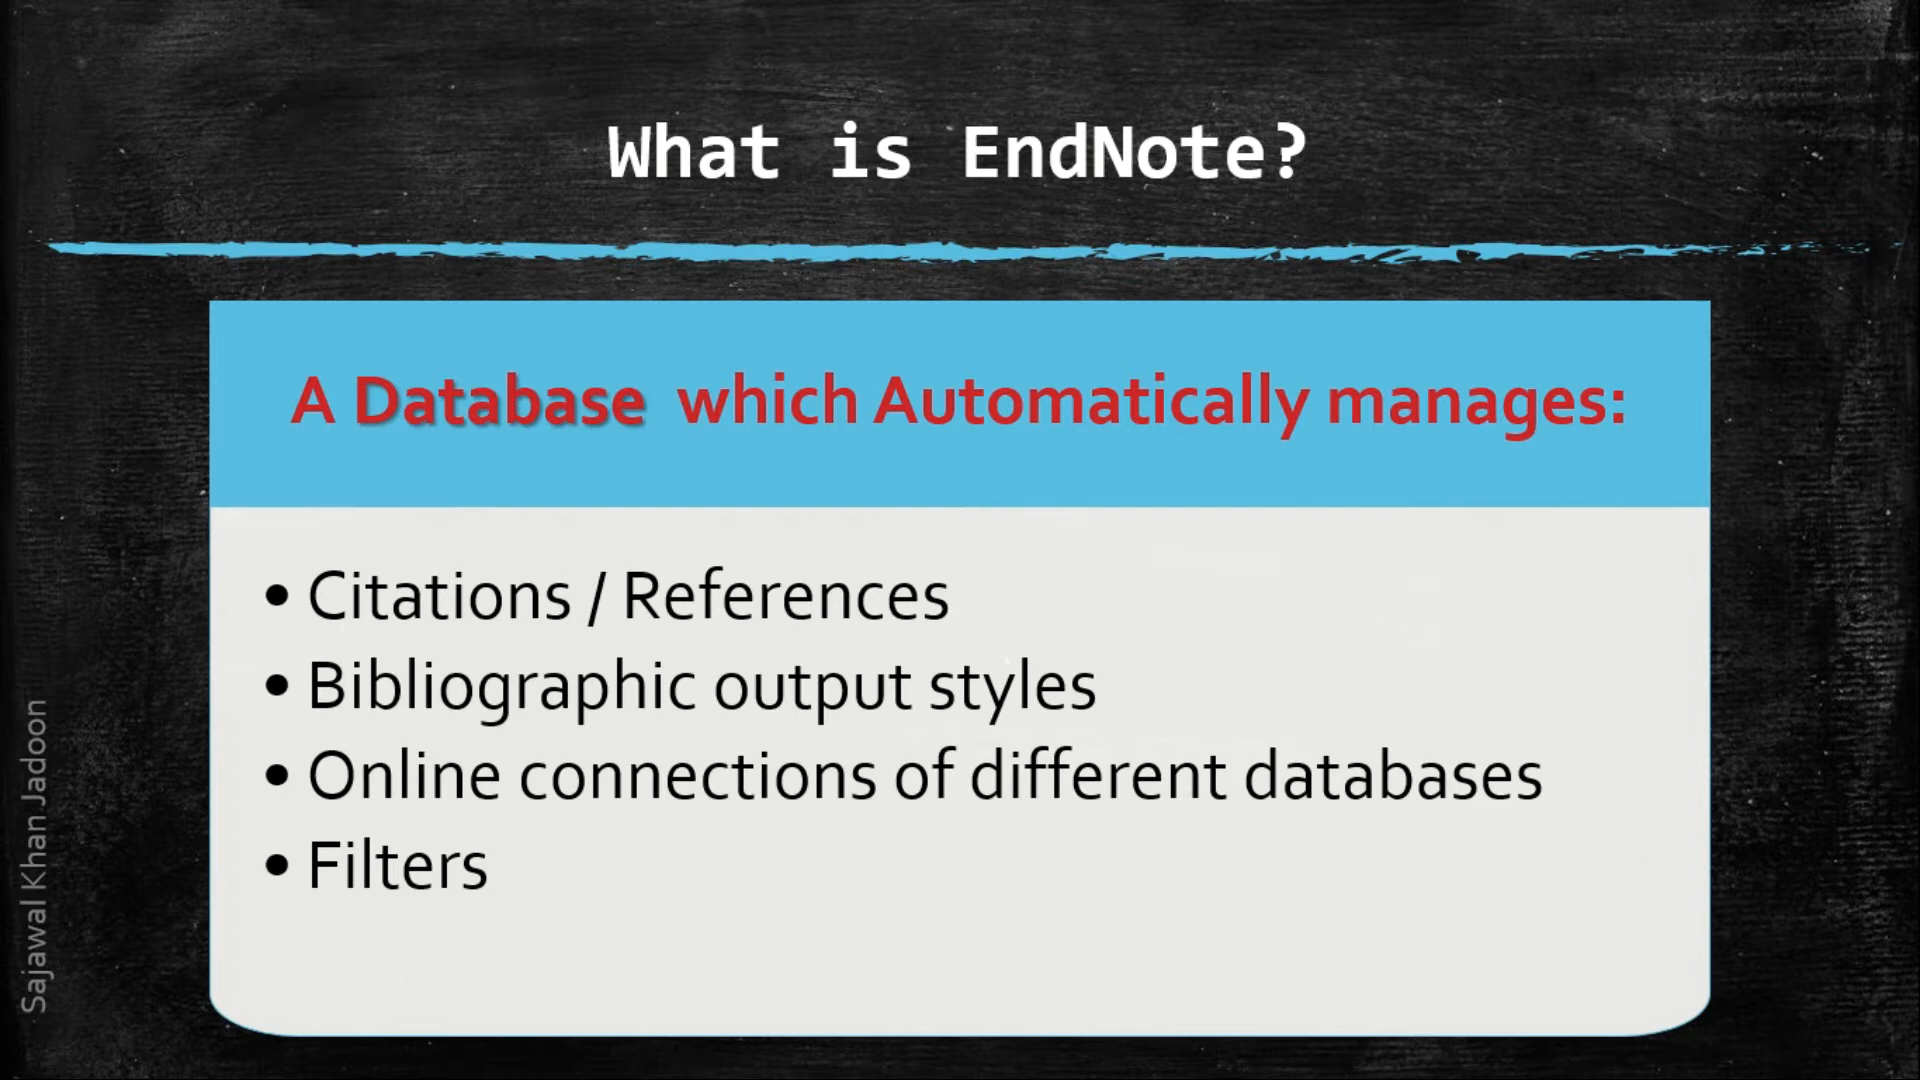 What is EndNote?
A Database which Automatically manages:
• Citations / References
• Bibliographic output styles
• Online connections of different databases
• Filters
Sajawal Khan Jadoon